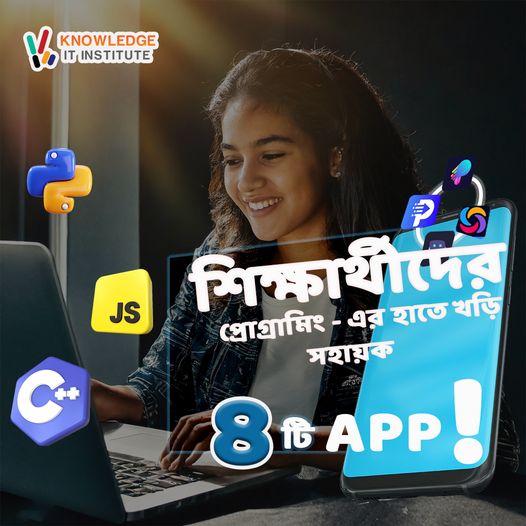 KNOWLEDGE
IT INSTITUTE
JS
C++
P
শিক্ষার্থীদের
প্রোগ্রামিং - এর হাতে খড়ি
সহায়ক
৪ টি APP!